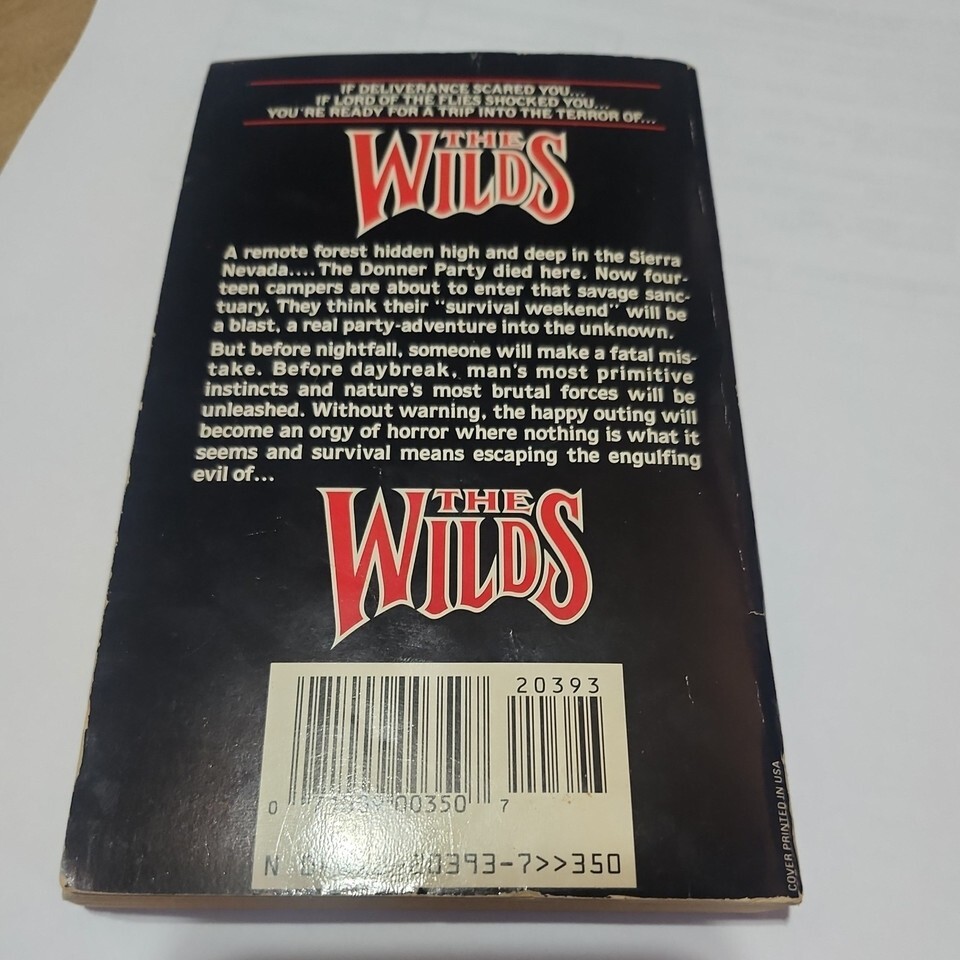 IF DELIVERANCE SCARED YOU...
IF LORD OF THE FLIES SHOCKED YOU...
YOU'RE READY FOR A TRIP INTO THE TERROR OF...
THE
WILDS
A remote forest hidden high and deep in the Sierra
Nevada.... The Donner Party died here. Now four-
teen campers are about to enter that savage sanc-
tuary. They think their "survival weekend" will be
a blast, a real party-adventure into the unknown.
But before nightfall, someone will make a fatal mis-
take. Before daybreak, man's most primitive
instincts and nature's most brutal forces will be
unleashed. Without warning, the happy outing will
become an orgy of horror where nothing is what it
seems and survival means escaping the engulfing
evil of...
THE
WILDS
20393
0 00350 7
N 20393-7>>350
COVER PRINTED IN USA